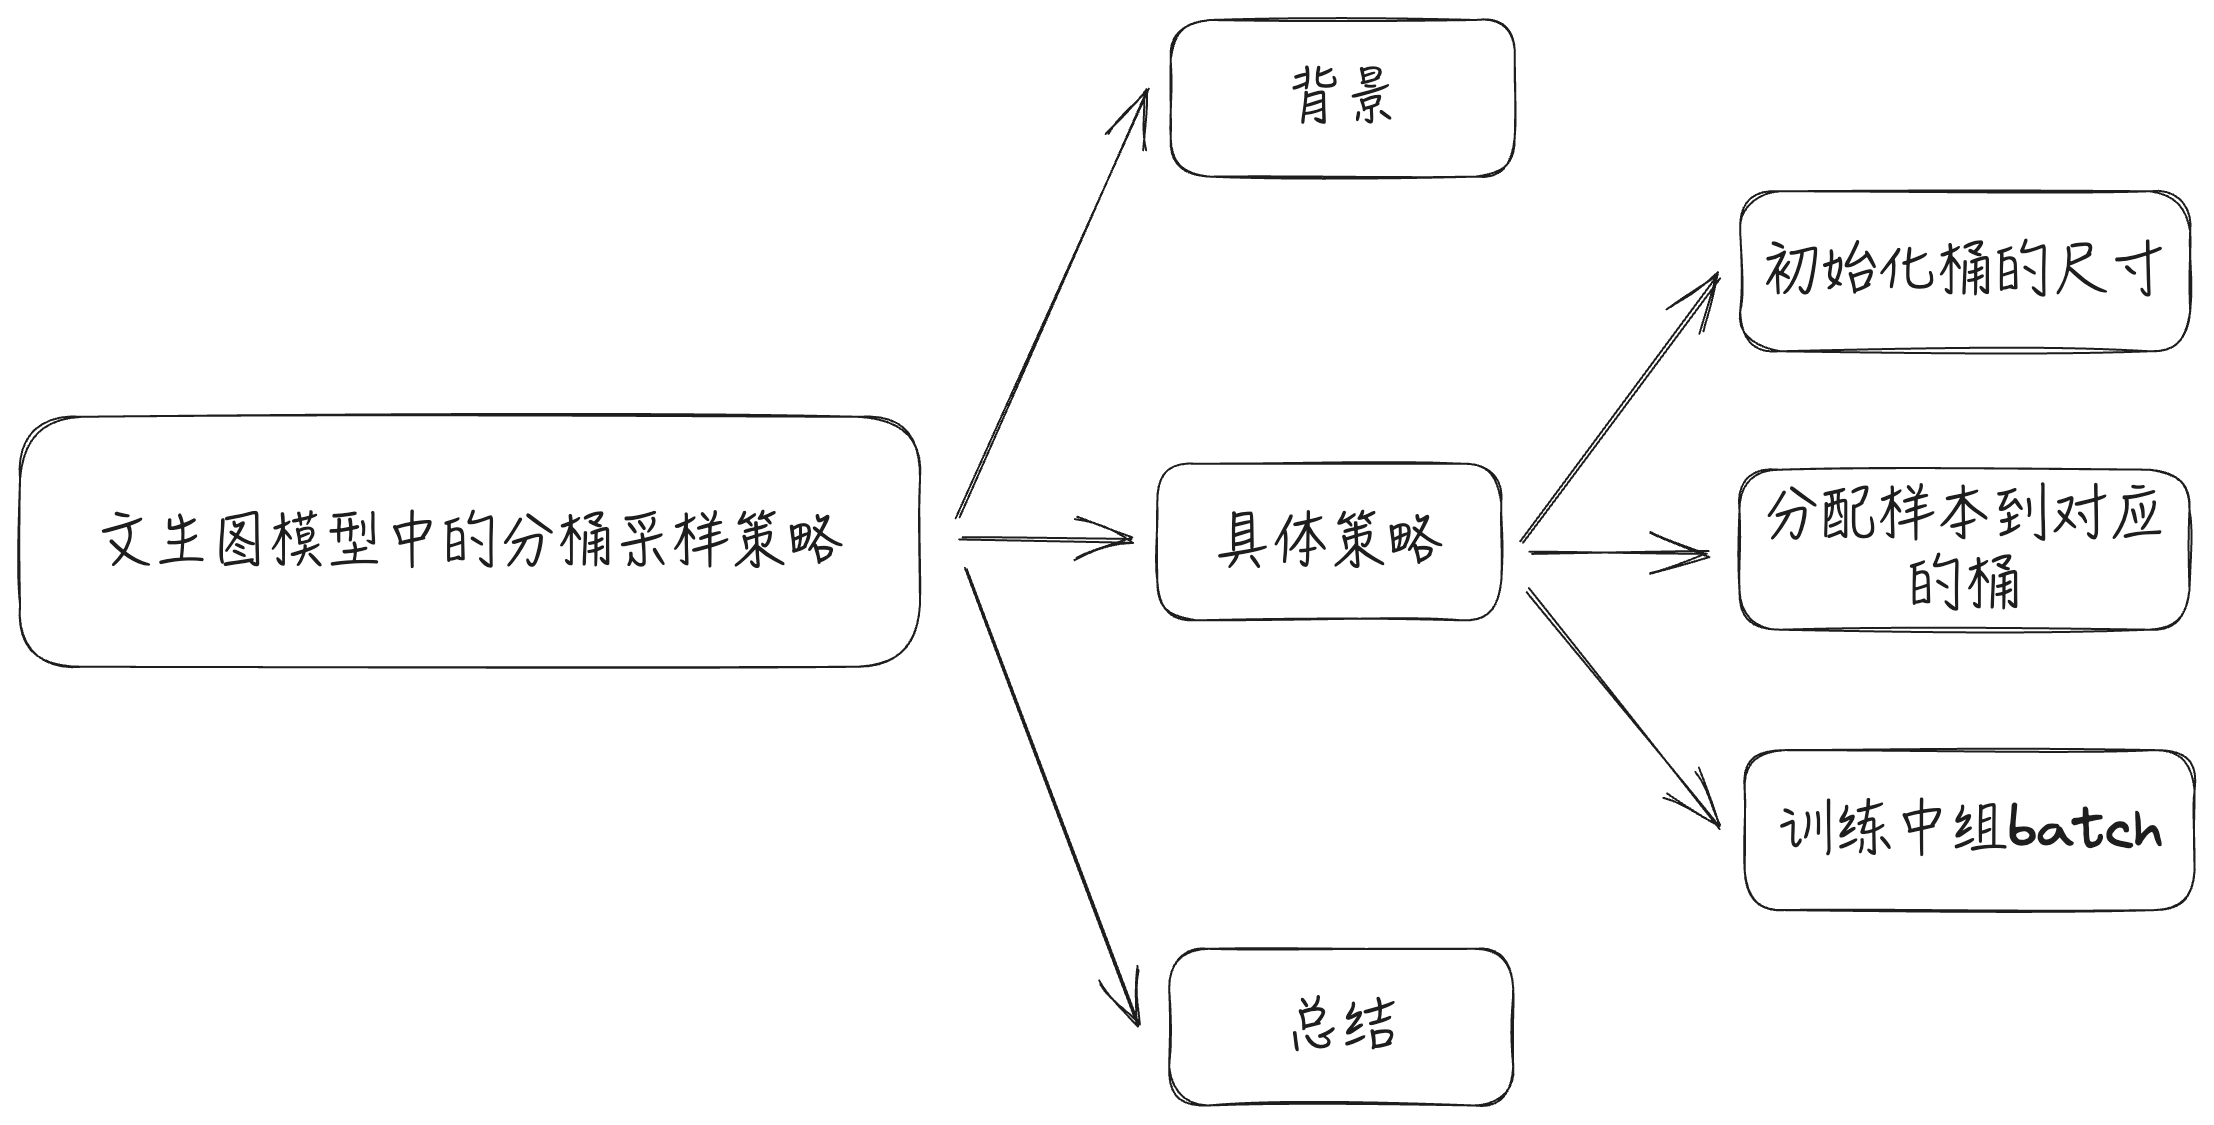 背景
初始化桶的尺寸
文生图模型中的分桶采样策略
具体策略
分配样本到对应
的桶
训练中组batch
总结